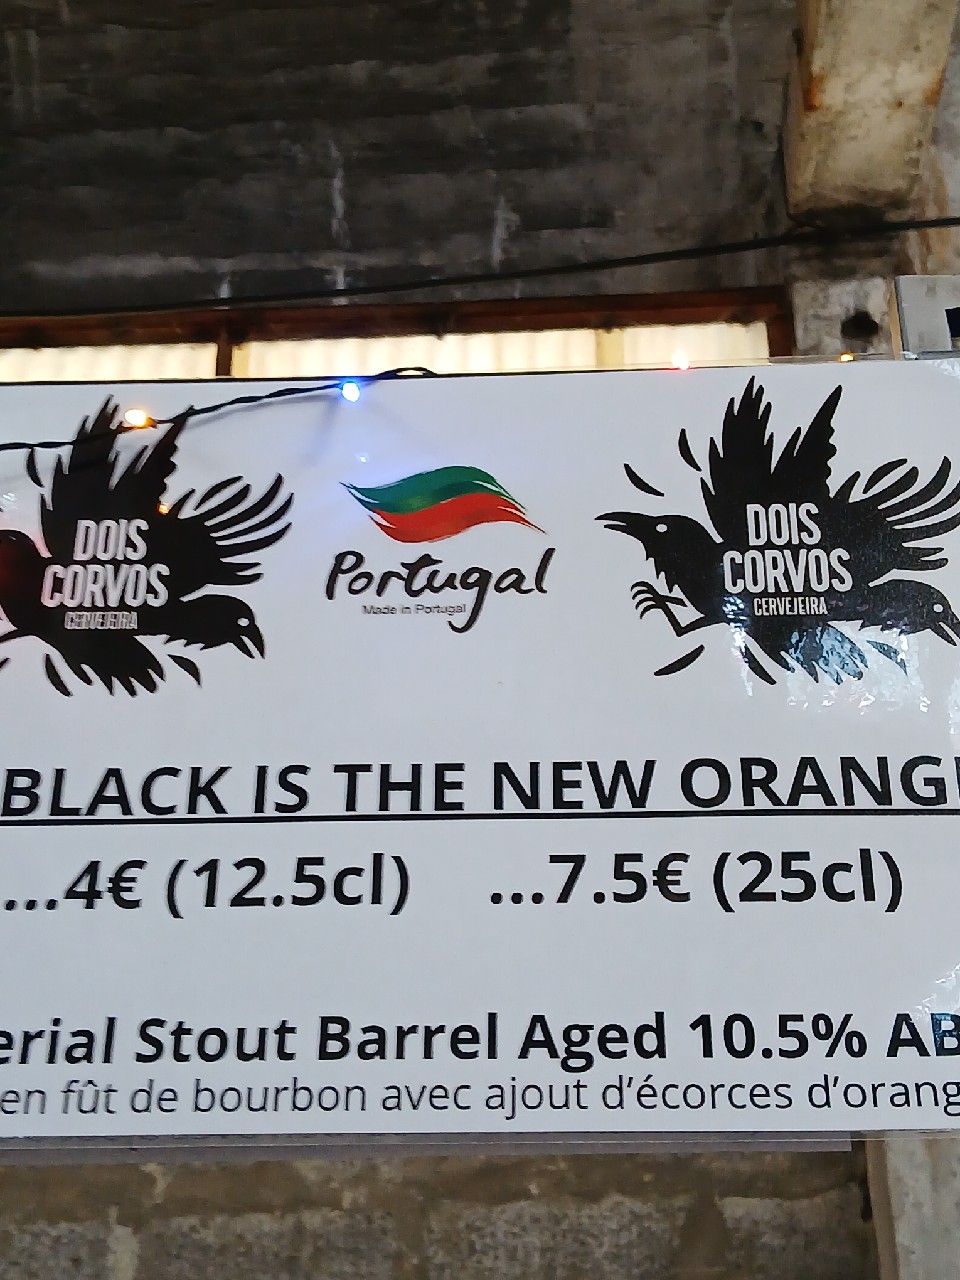 DOIS
CORVOS
CERVEJEIRA
Portugal
Made in Portugal
DOIS
CORVOS
CERVEJEIRA
BLACK IS THE NEW ORANG
...4€ (12.5cl) ...7.5€ (25cl)
erial Stout Barrel Aged 10.5% AB
en fût de bourbon avec ajout d'écorces d'orang